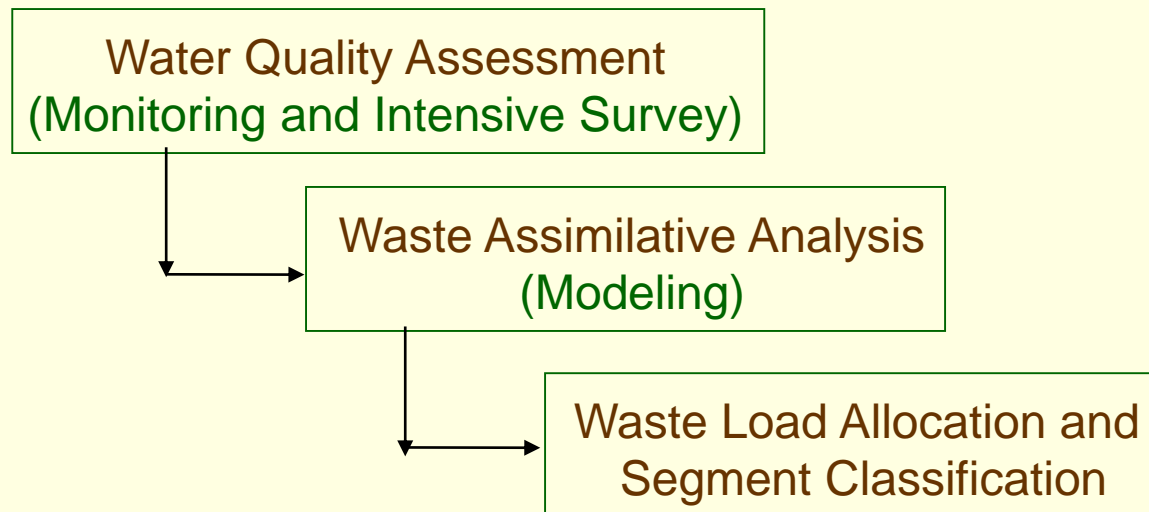 Water Quality Assessment
(Monitoring and Intensive Survey)
Waste Assimilative Analysis
(Modeling)
Waste Load Allocation and
Segment Classification